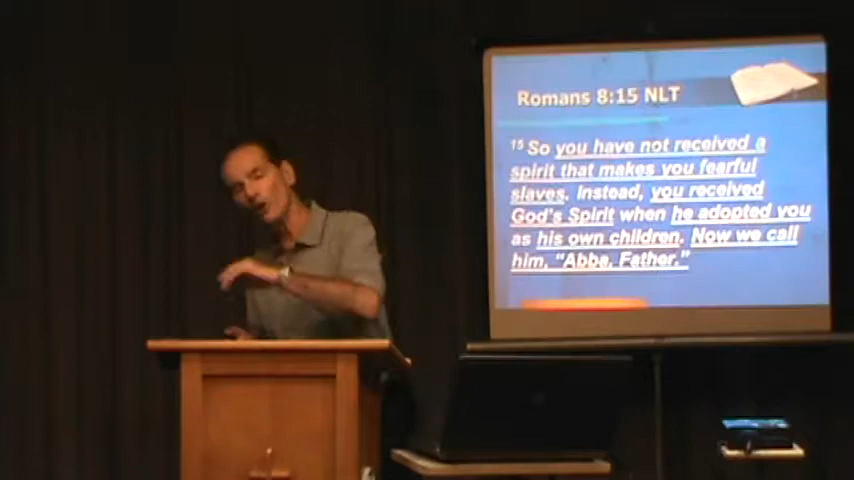 Romans 8:15 NLT
15 So you have not received a
spirit that makes you fearful
slaves. Instead, you received
God's Spirit when he adopted you
as his own children. Now we call
him, "Abba, Father."